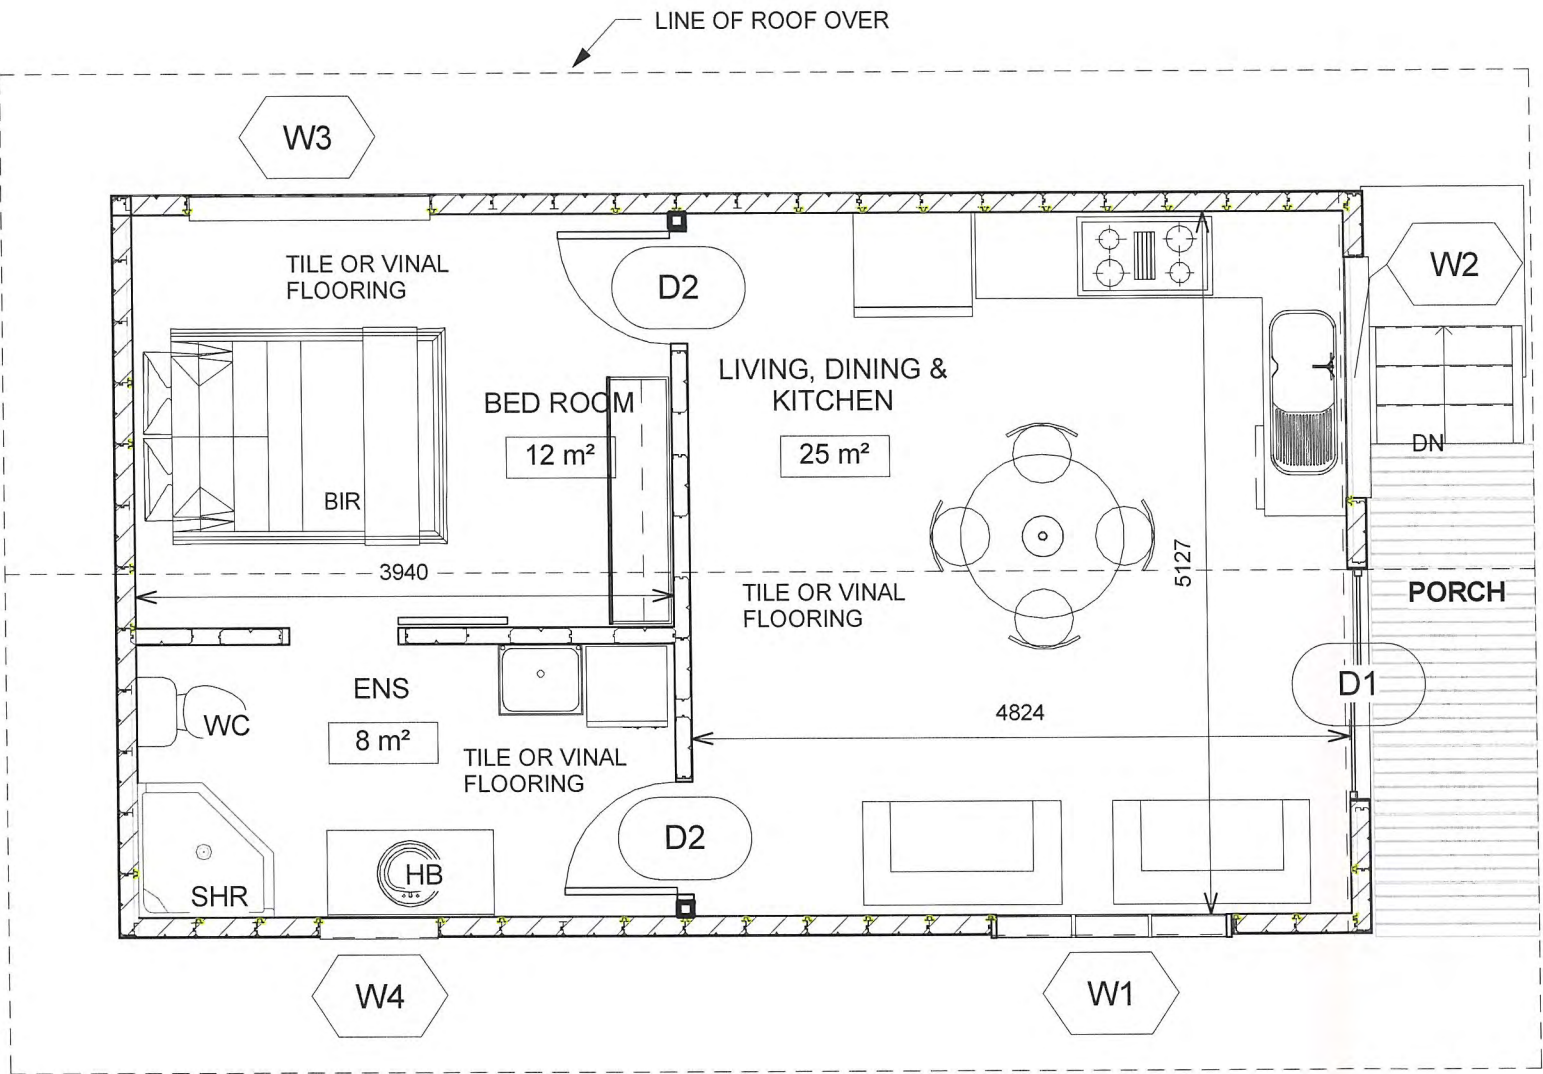 LINE OF ROOF OVER
W3
TILE OR VINAL
FLOORING
D2
W2
LIVING, DINING &
KITCHEN
25 m²
BED ROOM
12 m²
BIR
DN
3940
5127
TILE OR VINAL
FLOORING
PORCH
ENS
8 m²
WC
TILE OR VINAL
FLOORING
4824
D1
D2
SHR
HB
W4
W1